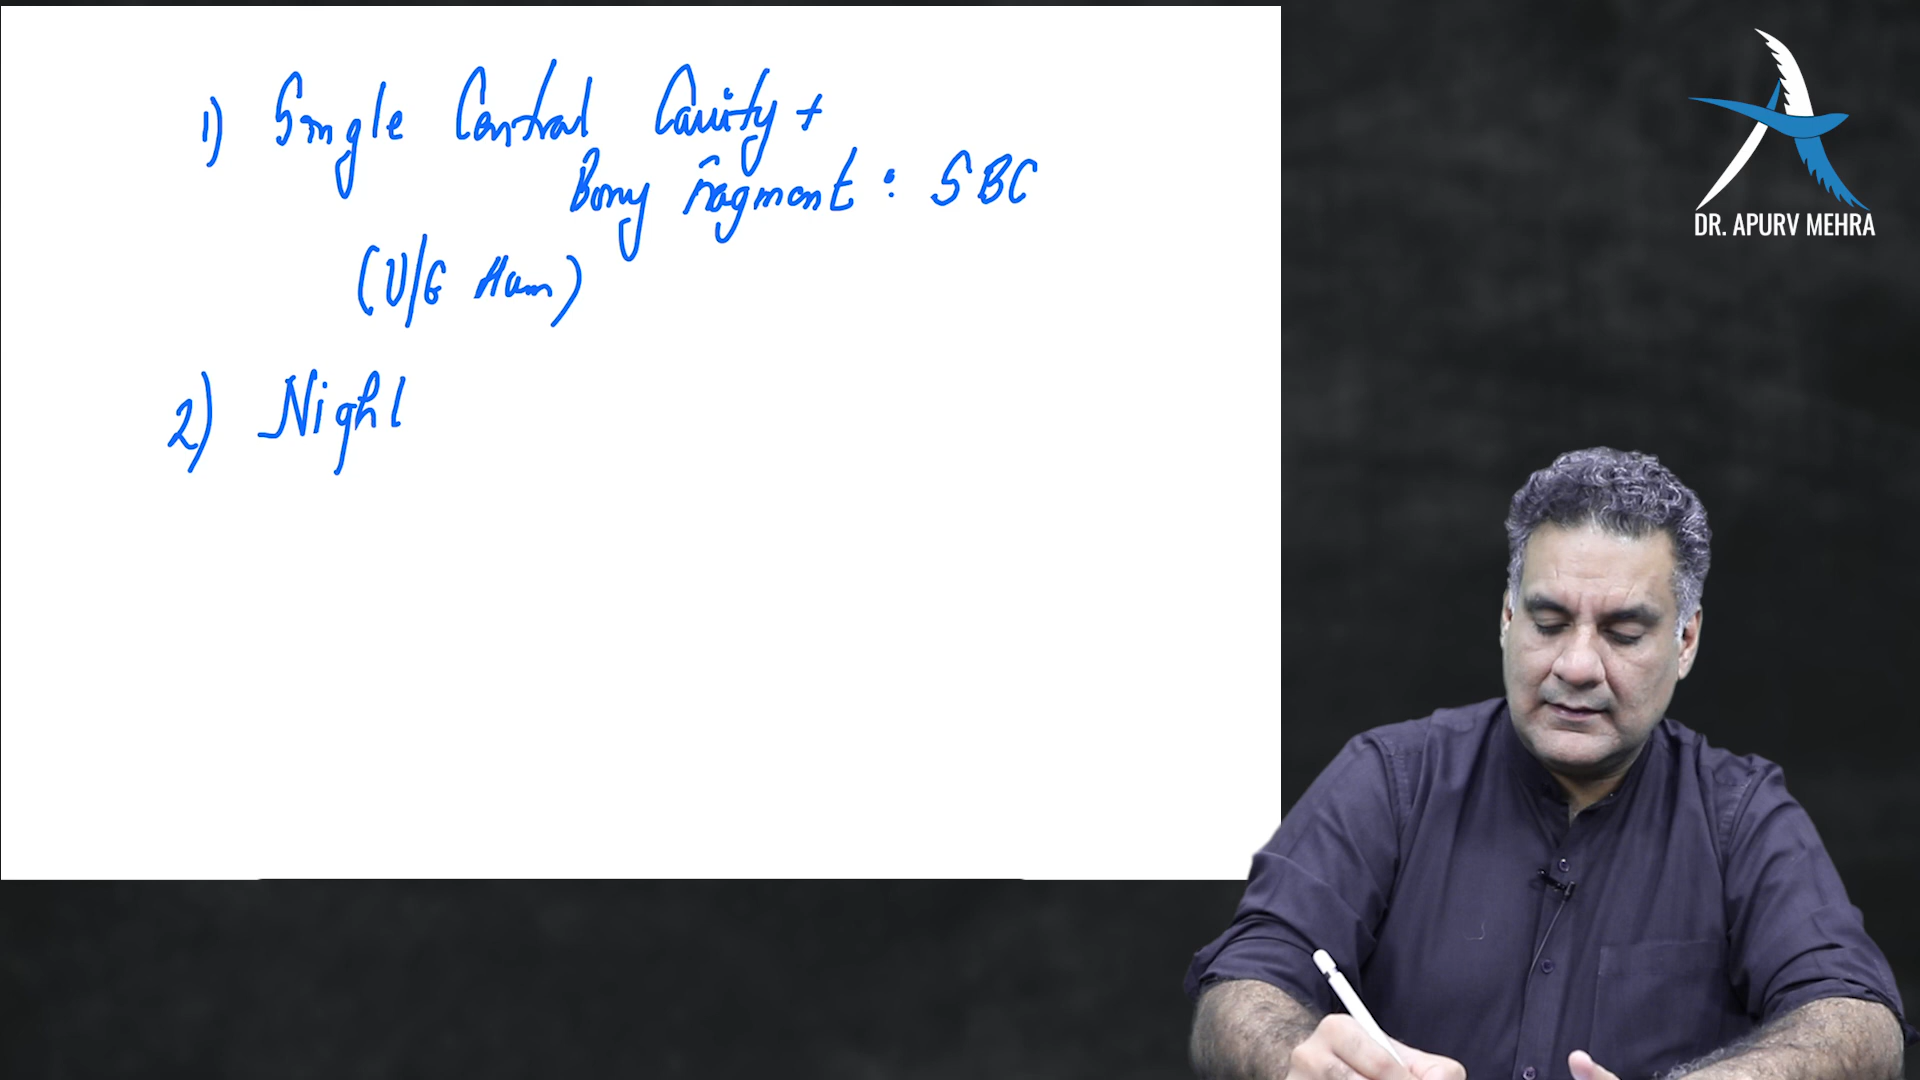 1) Single Central Cavity +
Bony fragment : SBC
(U/E Hum)
2) Night
DR. APURV MEHRA